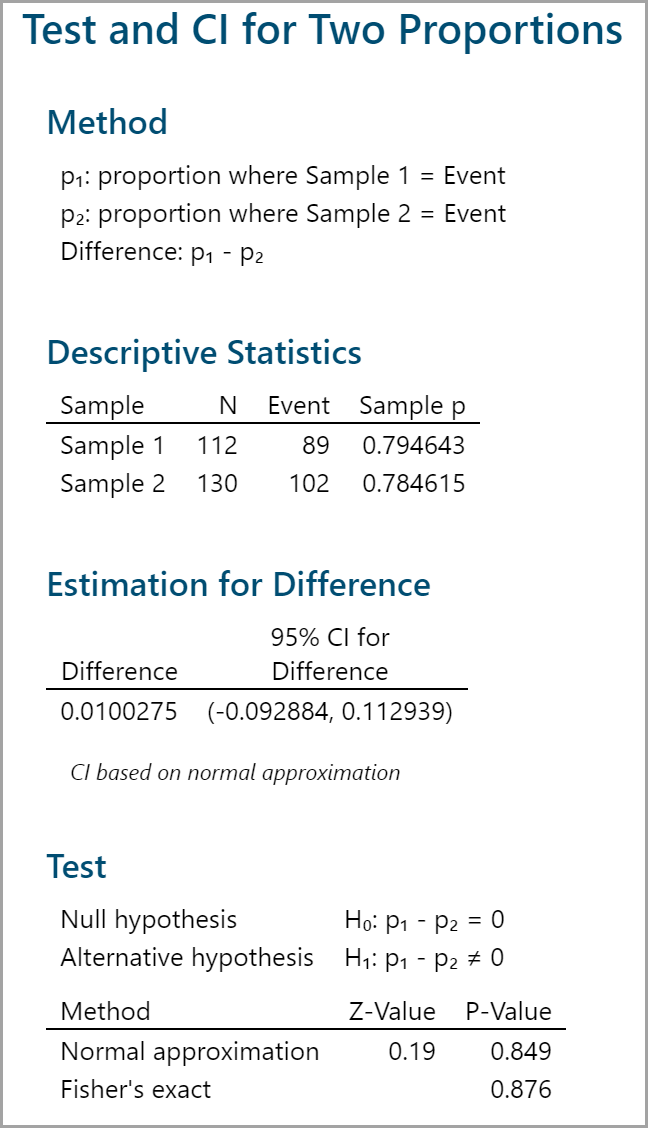 Test and CI for Two Proportions
Method
p₁: proportion where Sample 1 = Event
p₂: proportion where Sample 2 = Event
Difference: p₁ - p₂
Descriptive Statistics
Sample N Event Sample p
Sample 1 112 89 0.794643
Sample 2 130 102 0.784615
Estimation for Difference
95% CI for
Difference Difference
0.0100275 (-0.092884, 0.112939)
CI based on normal approximation
Test
Null hypothesis H₀: p₁ - p₂ = 0
Alternative hypothesis H₁: p₁ - p₂ ≠ 0
Method Z-Value P-Value
Normal approximation 0.19 0.849
Fisher's exact 0.876